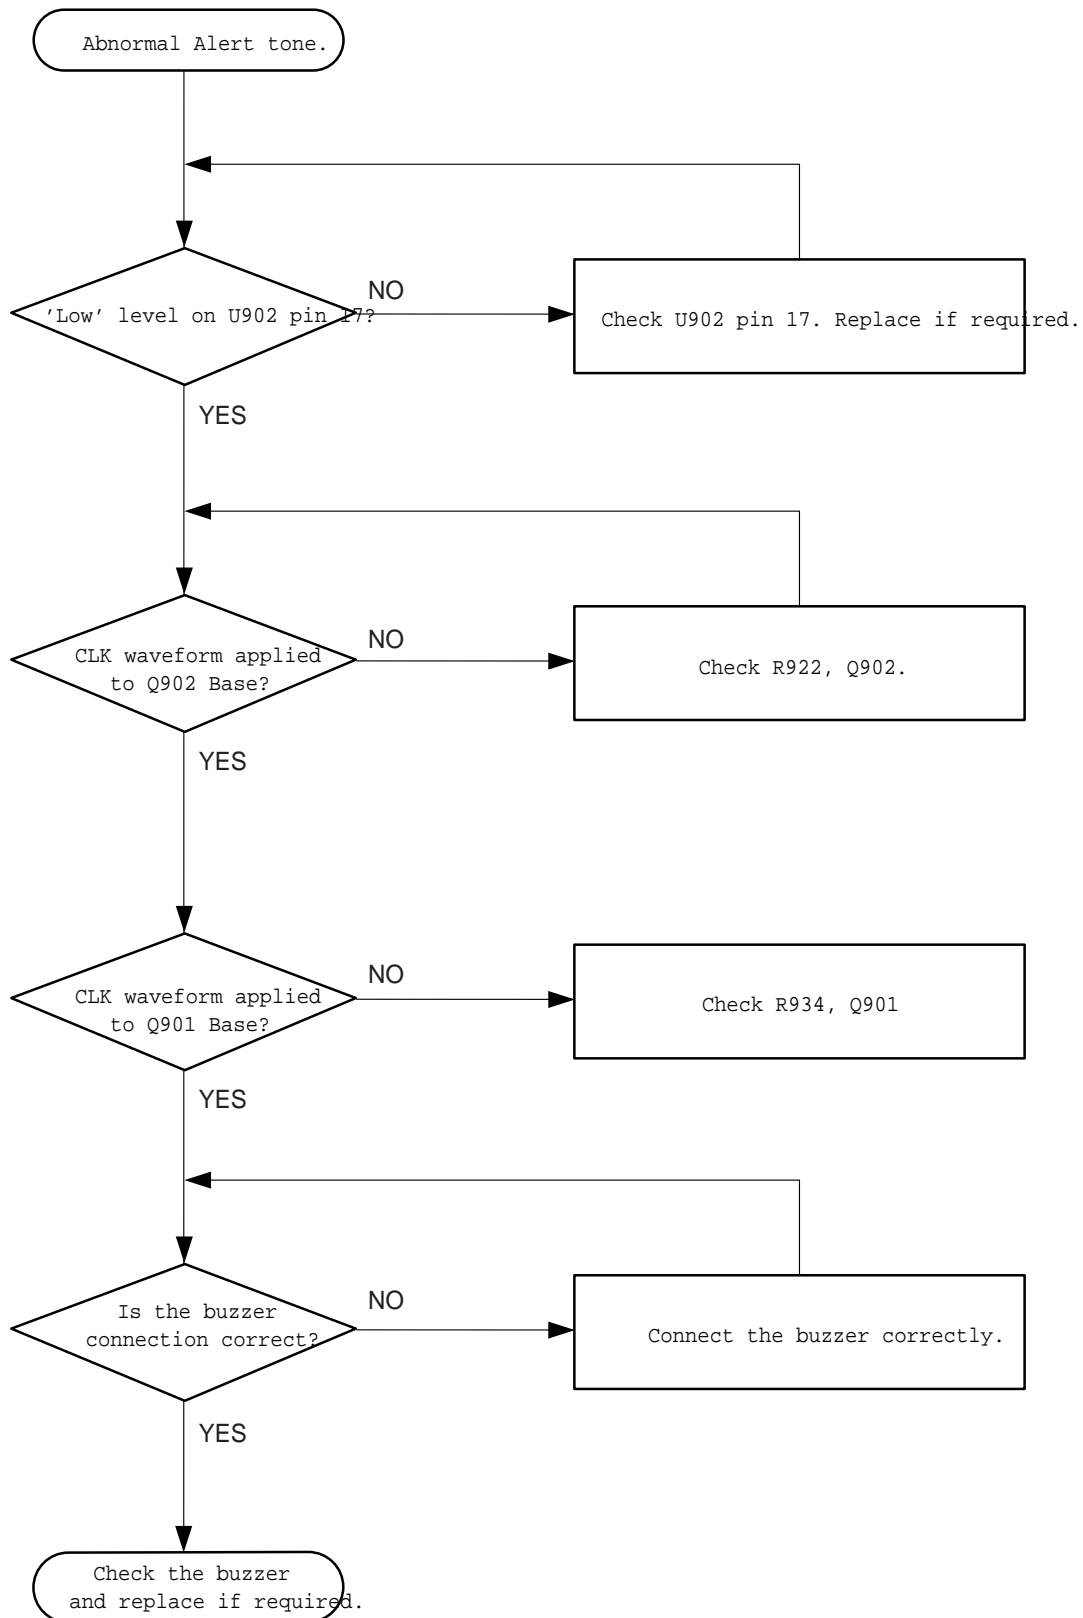 Abnormal Alert tone.
'Low' level on U902 pin 17?
NO
Check U902 pin 17. Replace if required.
YES
CLK waveform applied
to Q902 Base?
NO
Check R922, Q902.
YES
CLK waveform applied
to Q901 Base?
NO
Check R934, Q901
YES
Is the buzzer
connection correct?
NO
Connect the buzzer correctly.
YES
Check the buzzer
and replace if required.